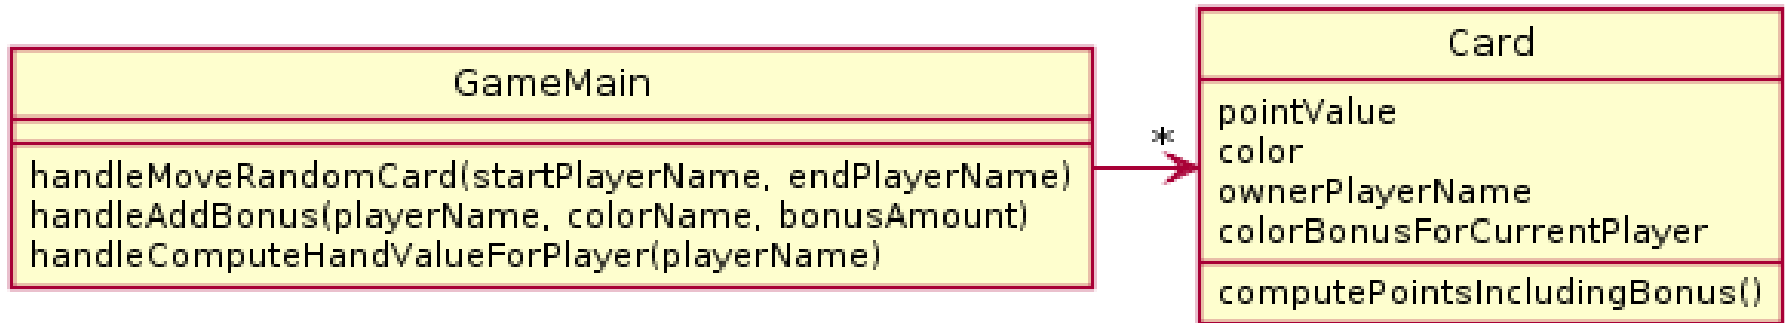 GameMain
handleMoveRandomCard(startPlayerName, endPlayerName)
handleAddBonus(playerName, colorName, bonusAmount)
handleComputeHandValueForPlayer(playerName)
*
Card
pointValue
color
ownerPlayerName
colorBonusForCurrentPlayer
computePointsIncludingBonus()